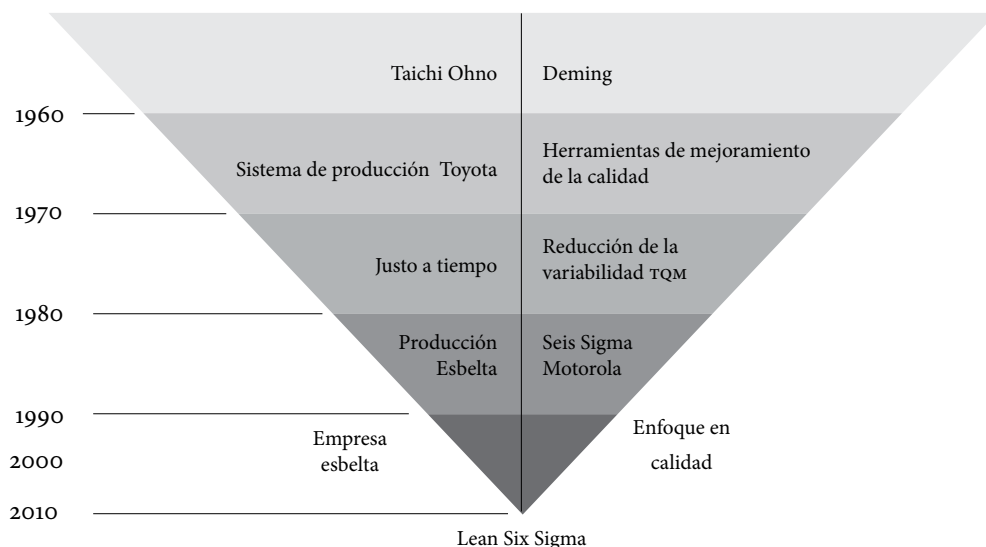 Taichi Ohno
Deming
1960
Sistema de producción Toyota
Herramientas de mejoramiento
de la calidad
1970
Justo a tiempo
Reducción de la
variabilidad TQM
1980
Producción
Esbelta
Seis Sigma
Motorola
1990
Empresa
esbelta
Enfoque en
calidad
2000
2010
Lean Six Sigma